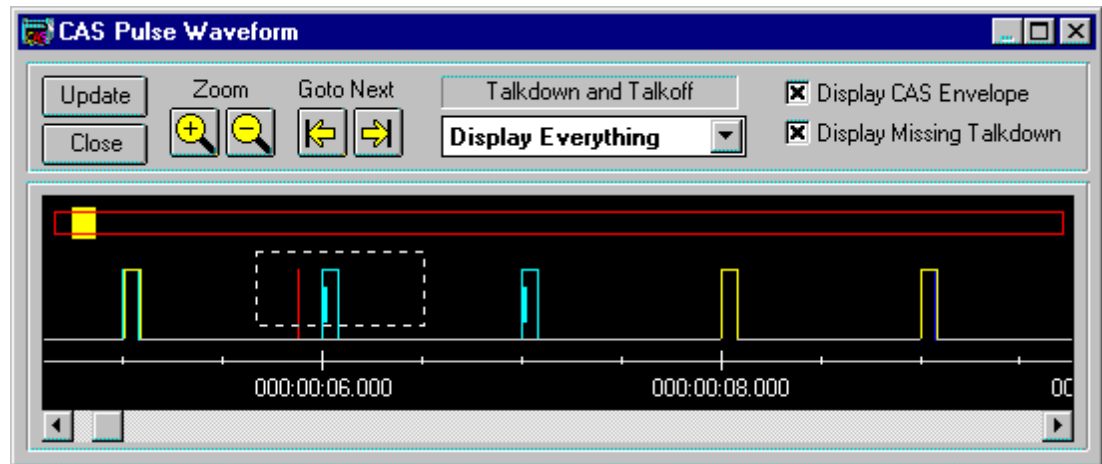 CAS Pulse Waveform
Update
Close
Zoom
Goto Next
Talkdown and Talkoff
Display Everything
Display CAS Envelope
Display Missing Talkdown
000:00:06.000
000:00:08.000
00